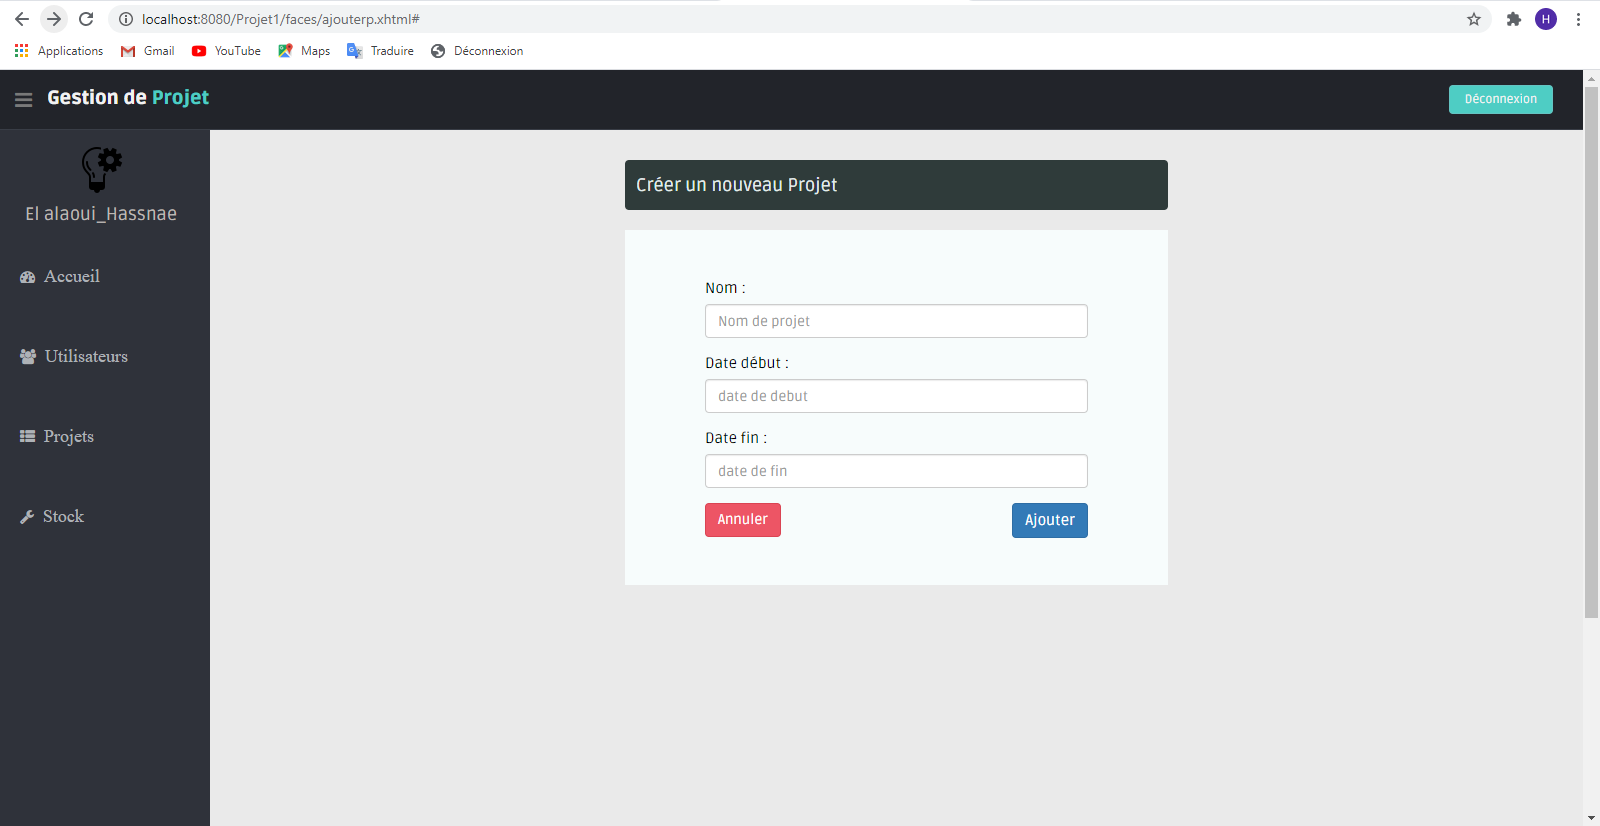 localhost:8080/Projet1/faces/ajouterp.xhtml#
H
Applications Gmail YouTube Maps Traduire Déconnexion
Gestion de Projet
Déconnexion
El alaoui_Hassnae
Accueil
Utilisateurs
Projets
Stock
Créer un nouveau Projet
Nom :
Nom de projet
Date début :
date de debut
Date fin :
date de fin
Annuler
Ajouter